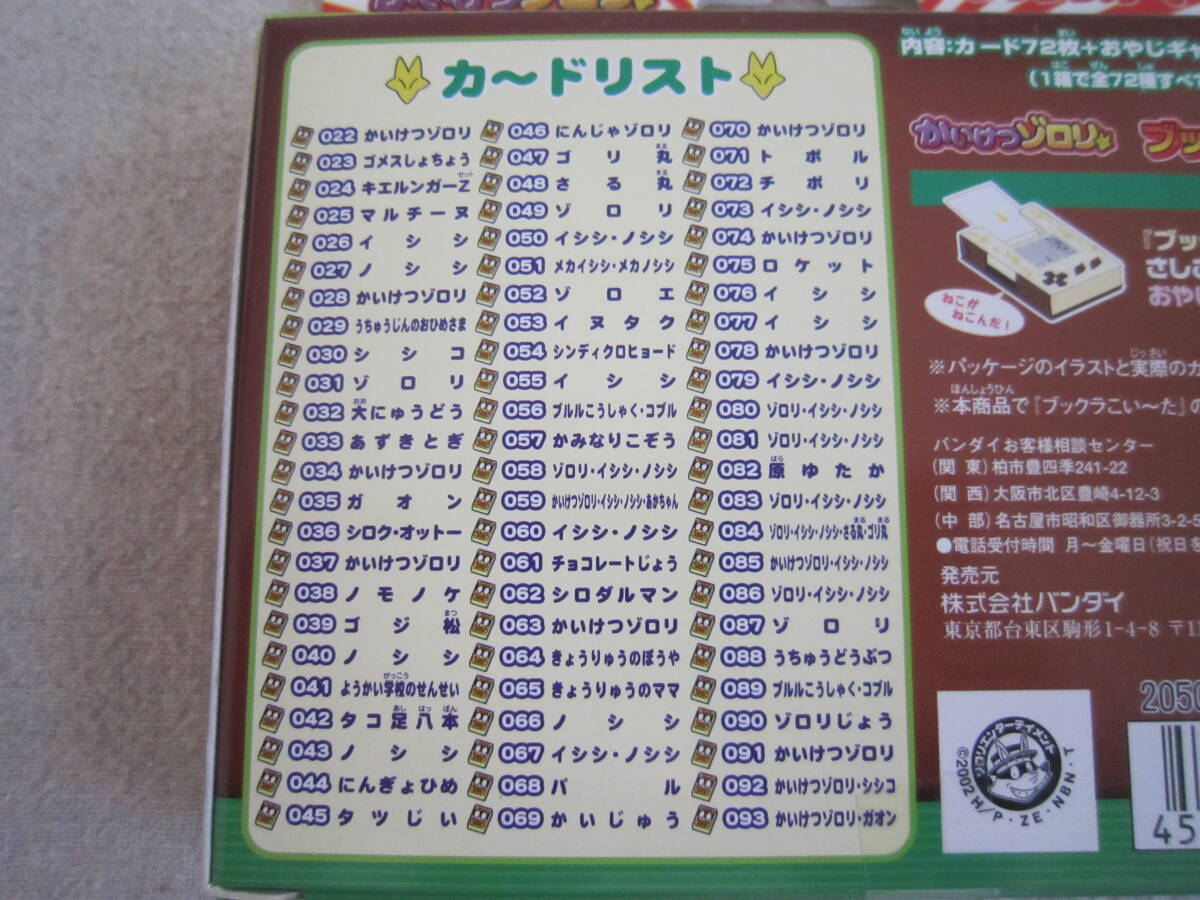 カ〜ドリスト
022 かいけつゾロリ
023 ゴメスしょちょう
024 キエルンガーZ
025 マルチーヌ
026 イシシ
027 ノシシ
028 かいけつゾロリ
029 うちゅうじんのおひめさま
030 シシコ
031 ゾロリ
032 大にゅうどう
033 あずきとぎ
034 かいけつゾロリ
035 ガオン
036 シロク・オットー
037 かいけつゾロリ
038 ノモノケ
039 ゴジ松
040 ノシシ
041 ようかい学校のせんせい
042 タコ足八本
043 ノシシ
044 にんぎょひめ
045 タツじい
046 にんじゃゾロリ
047 ゴリ丸
048 さる丸
049 ゾロリ
050 イシシ・ノシシ
051 メカイシシ・メカノシシ
052 ゾロエ
053 イヌタク
054 シンディクロヒョード
055 イシシ
056 ブルルこうしゃく・コブル
057 かみなりこぞう
058 ゾロリ・イシシ・ノシシ
059 かいけつゾロリ・イシシ・ノシシ・あかちゃん
060 イシシ・ノシシ
061 チョコレートじょう
062 シロダルマン
063 かいけつゾロリ
064 きょうりゅうのぼうや
065 きょうりゅうのママ
066 ノシシ
067 イシシ・ノシシ
068 パル
069 かいじゅう
070 かいけつゾロリ
071 トポル
072 チポリ
073 イシシ・ノシシ
074 かいけつゾロリ
075 ロケット
076 イシシ
077 イシシ
078 かいけつゾロリ
079 イシシ・ノシシ
080 ゾロリ・イシシ・ノシシ
081 ゾロリ・イシシ・ノシシ
082 原ゆたか
083 ゾロリ・イシシ・ノシシ
084 ゾロリ・イシシ・ノシシ・さる丸・ゴリ丸
085 かいけつゾロリ・イシシ・ノシシ
086 ゾロリ・イシシ・ノシシ
087 ゾロリ
088 うちゅうどうぶつ
089 ブルルこうしゃく・コブル
090 ゾロリじょう
091 かいけつゾロリ
092 かいけつゾロリ・シシコ
093 かいけつゾロリ・ガオン
内容:カード72枚+おやじギャ
(1箱で全72種すべ
かいけつゾロリ
ブッ
『ブッ
さしこ
おやじ
ねこが
ねこんだ!
※パッケージのイラストと実際のカ
※本商品で『ブックラこい〜た』の
バンダイお客様相談センター
(関 東)柏市豊四季241-22
(関 西)大阪市北区豊崎4-12-3
(中 部)名古屋市昭和区御器所3-2-5
●電話受付時間 月〜金曜日(祝日を
発売元
株式会社バンダイ
東京都台東区駒形1-4-8 〒1
2050
ゾロリエンターテイメント
©2002 H/P・ZE・NBN・T
45